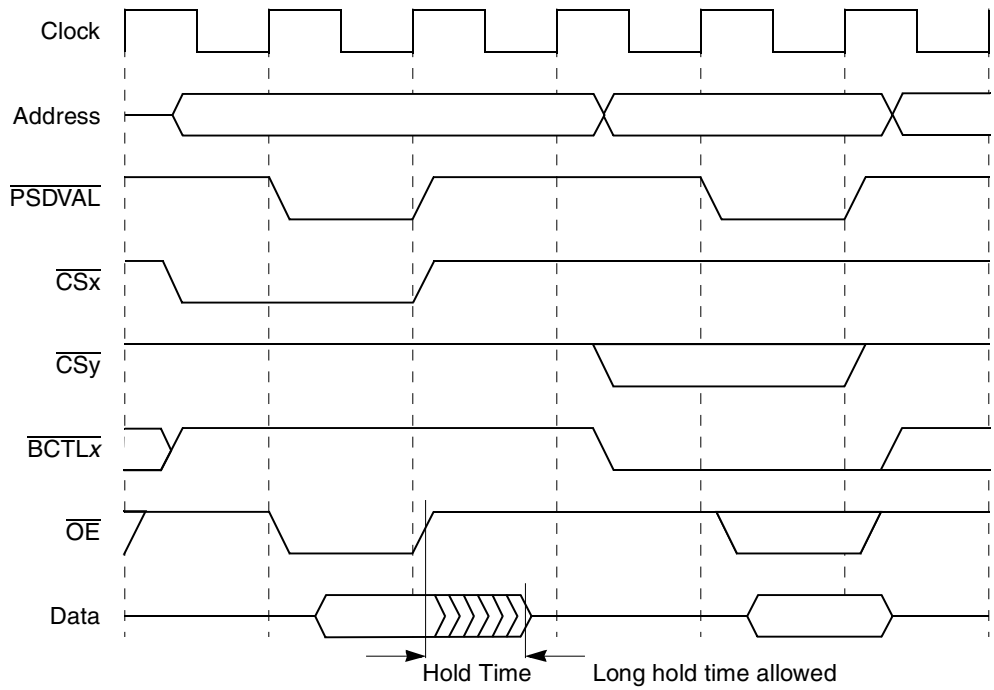 Clock
Address
PSDVAL
CSx
CSy
BCTLx
OE
Data
Hold Time
Long hold time allowed